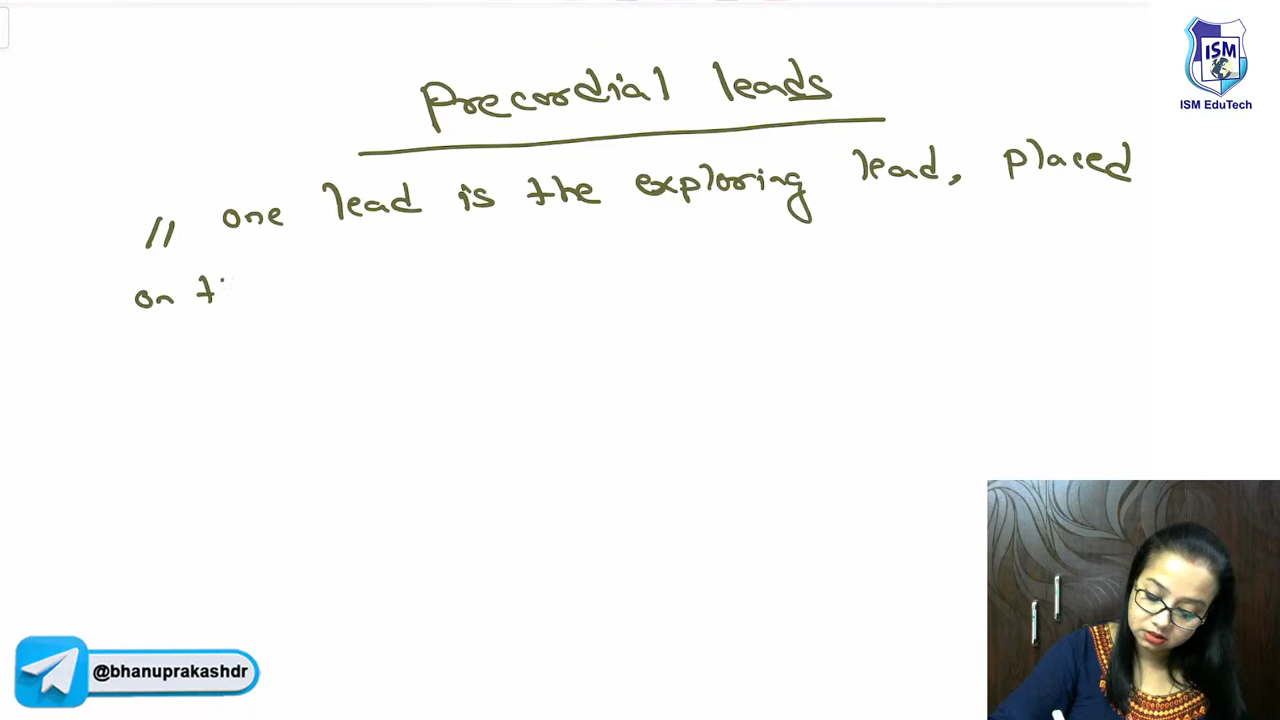 Precordial leads
ISM
ISM EduTech
// one lead is the exploring lead, placed
on
@bhanuprakashdr